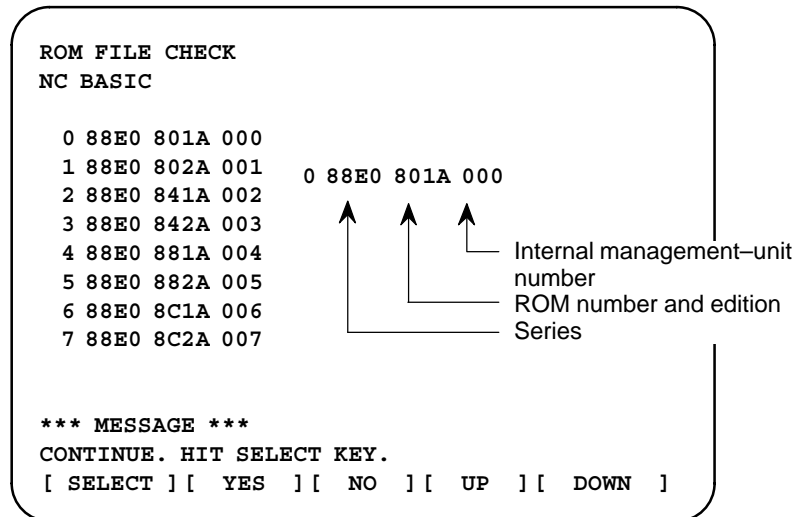 ROM FILE CHECK
NC BASIC
0 88E0 801A 000
1 88E0 802A 001
2 88E0 841A 002
3 88E0 842A 003
4 88E0 881A 004
5 88E0 882A 005
6 88E0 8C1A 006
7 88E0 8C2A 007
0 88E0 801A 000
Internal management–unit
number
ROM number and edition
Series
*** MESSAGE ***
CONTINUE. HIT SELECT KEY.
[ SELECT ][ YES ][ NO ][ UP ][ DOWN ]